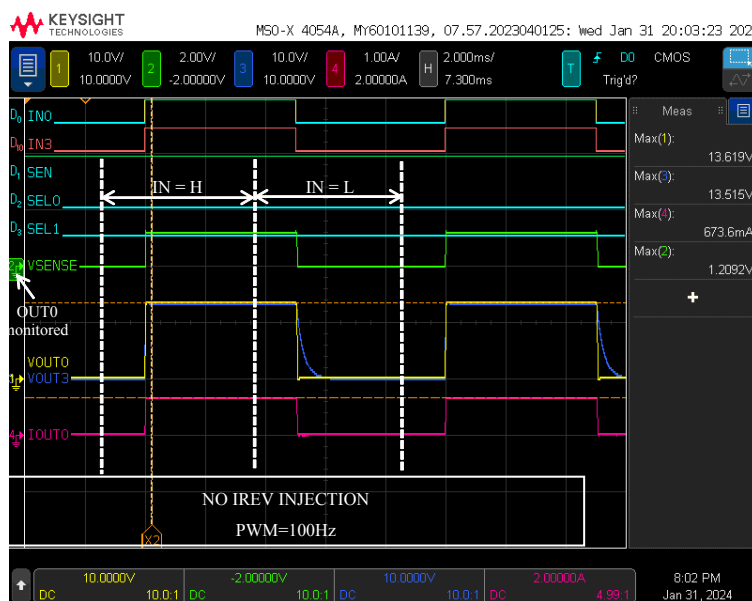 KEYSIGHT
TECHNOLOGIES
MSO-X 4054A, MY60101139, 07.57.2023040125: Wed Jan 31 20:03:23 202
1 10.0V/ 10.0000V
2 2.00V/ -2.00000V
3 10.0V/ 10.0000V
4 1.00A/ 2.00000A
H 2.000ms/ 7.300ms
T D0 CMOS Trig'd?
Meas
Max(1):
13.619V
Max(3):
13.515V
Max(4):
673.6mA
Max(2):
1.2092V
D0 IN0
D10 IN3
D1 SEN
IN = H IN = L
D2 SEL0
D3 SEL1
2 VSENSE
OUT0
monitored
VOUT0
1 VOUT3
4 IOUT0
NO IREV INJECTION
PWM=100Hz
X2
10.0000V -2.00000V 10.0000V 2.00000A 8:02 PM
DC 10.0:1 DC 10.0:1 DC 10.0:1 DC 4.99:1 Jan 31, 2024